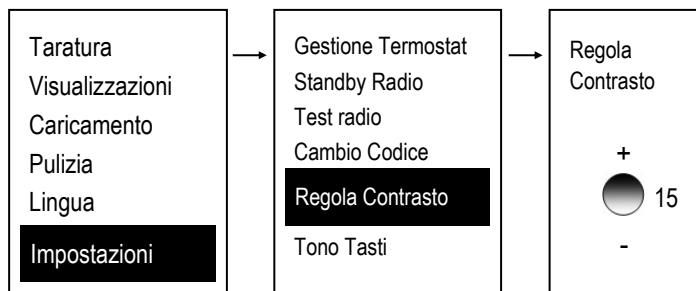 Taratura
Visualizzazioni
Caricamento
Pulizia
Lingua
Impostazioni
Gestione Termostat
Standby Radio
Test radio
Cambio Codice
Regola Contrasto
Tono Tasti
Regola
Contrasto
+
15
-